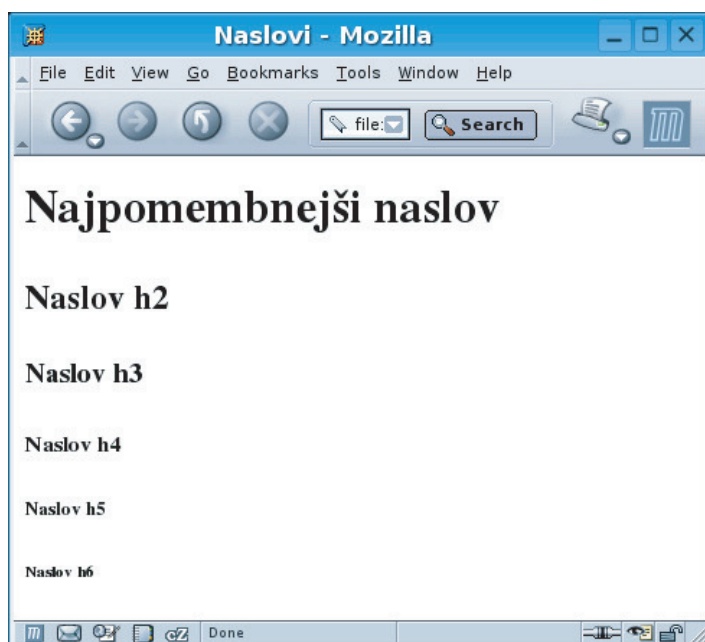 Naslovi - Mozilla
File Edit View Go Bookmarks Tools Window Help
file: Search
Najpomembnejši naslov
Naslov h2
Naslov h3
Naslov h4
Naslov h5
Naslov h6
Done